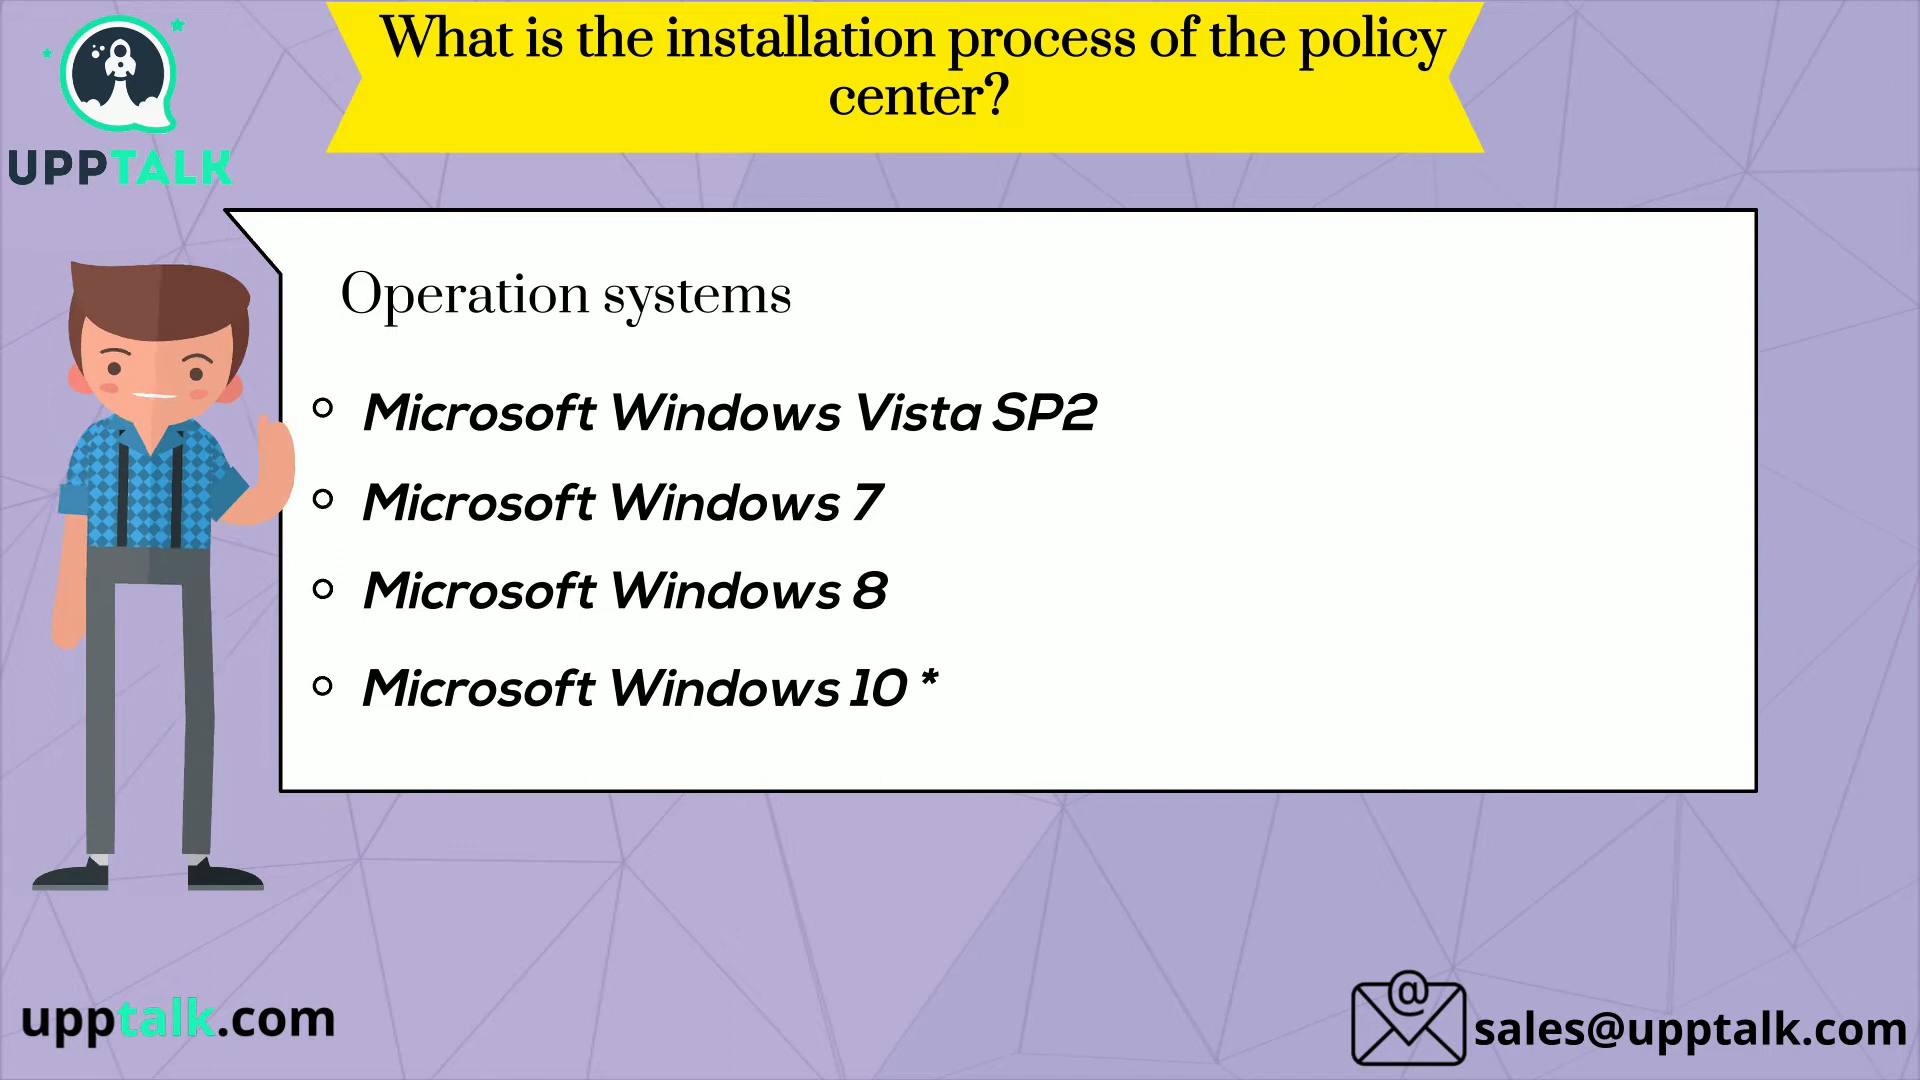 What is the installation process of the policy
center?
UPPTALK
Operation systems
Microsoft Windows Vista SP2
Microsoft Windows 7
Microsoft Windows 8
Microsoft Windows 10 *
upptalk.com
@
sales@upptalk.com